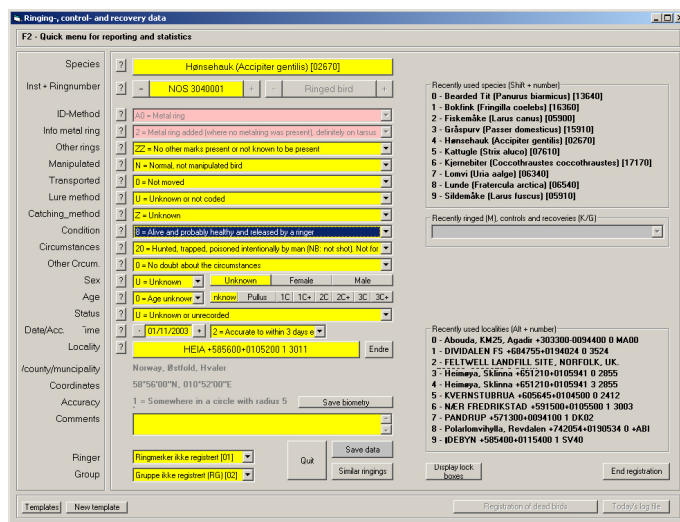 Ringing-, control- and recovery data
F2 - Quick menu for reporting and statistics
Species ? Hønsehauk (Accipiter gentilis) [02670]
Inst + Ringnumber ? - NOS 3040001 + - Ringed bird +
ID-Method ? A0 = Metal ring
Info metal ring ? 2 = Metal ring added (where no metalring was present), definitely on tarsus
Other rings ? ZZ = No other marks present or not known to be present
Manipulated ? N = Normal, not manipulated bird
Transported ? 0 = Not moved
Lure method ? U = Unknown or not coded
Catching_method ? Z = Unknown
Condition ? 8 = Alive and probably healthy and released by a ringer
Circumstances ? 20 = Hunted, trapped, poisoned intentionally by man (NB: not shot). Not for
Other Crcum. ? 0 = No doubt about the circumstances
Sex ? U = Unknown Unknown Female Male
Age ? 0 = Age unknowr nknow Pullus 1C 1C+ 2C 2C+ 3C 3C+
Status ? U = Unknown or unrecorded
Date/Acc. Time ? - 01/11/2003 + 2 = Accurate to within 3 days e
Locality ? HEIA +585600+0105200 1 3011 Endre
/county/muncipality Norway, Østfold, Hvaler
Coordinates 58°56'00"N, 010°52'00"E
Accuracy 1 = Somewhere in a circle with radius 5 Save biometry
Comments
Ringer Ringmerker ikke registrert [01] Quit Save data
Group Gruppe ikke registrert (RG) [02] Similar ringings
Recently used species (Shift + number)
0 - Bearded Tit (Panurus biarmicus) [13640]
1 - Bokfink (Fringilla coelebs) [16360]
2 - Fiskemåke (Larus canus) [05900]
3 - Gråspurv (Passer domesticus) [15910]
4 - Hønsehauk (Accipiter gentilis) [02670]
5 - Kattugle (Strix aluco) [07610]
6 - Kjernebiter (Coccothraustes coccothraustes) [17170]
7 - Lomvi (Uria aalge) [06340]
8 - Lunde (Fratercula arctica) [06540]
9 - Sildemåke (Larus fuscus) [05910]
Recently ringed (M), controls and recoveries (K/G)
Recently used localities (Alt + number)
0 - Abouda, KM25, Agadir +303300-0094400 0 MA00
1 - DIVIDALEN FS +684755+0194024 0 3524
2 - FELTWELL LANDFILL SITE, NORFOLK, UK.
3 - Heimøya, Sklinna +651210+0105941 0 2855
4 - Heimøya, Sklinna +651210+0105941 3 2855
5 - KVERNSTUBRUA +605645+0104500 0 2412
6 - NÆR FREDRIKSTAD +591500+0105500 1 3003
7 - PANDRUP +571300+0094100 1 DK02
8 - Polarlomvihylla, Revdalen +742054+0190534 0 +ABI
9 - ØDEBYN +585400+0115400 1 SV40
Display lock boxes
End registration
Templates New template Registration of dead birds Today's log file